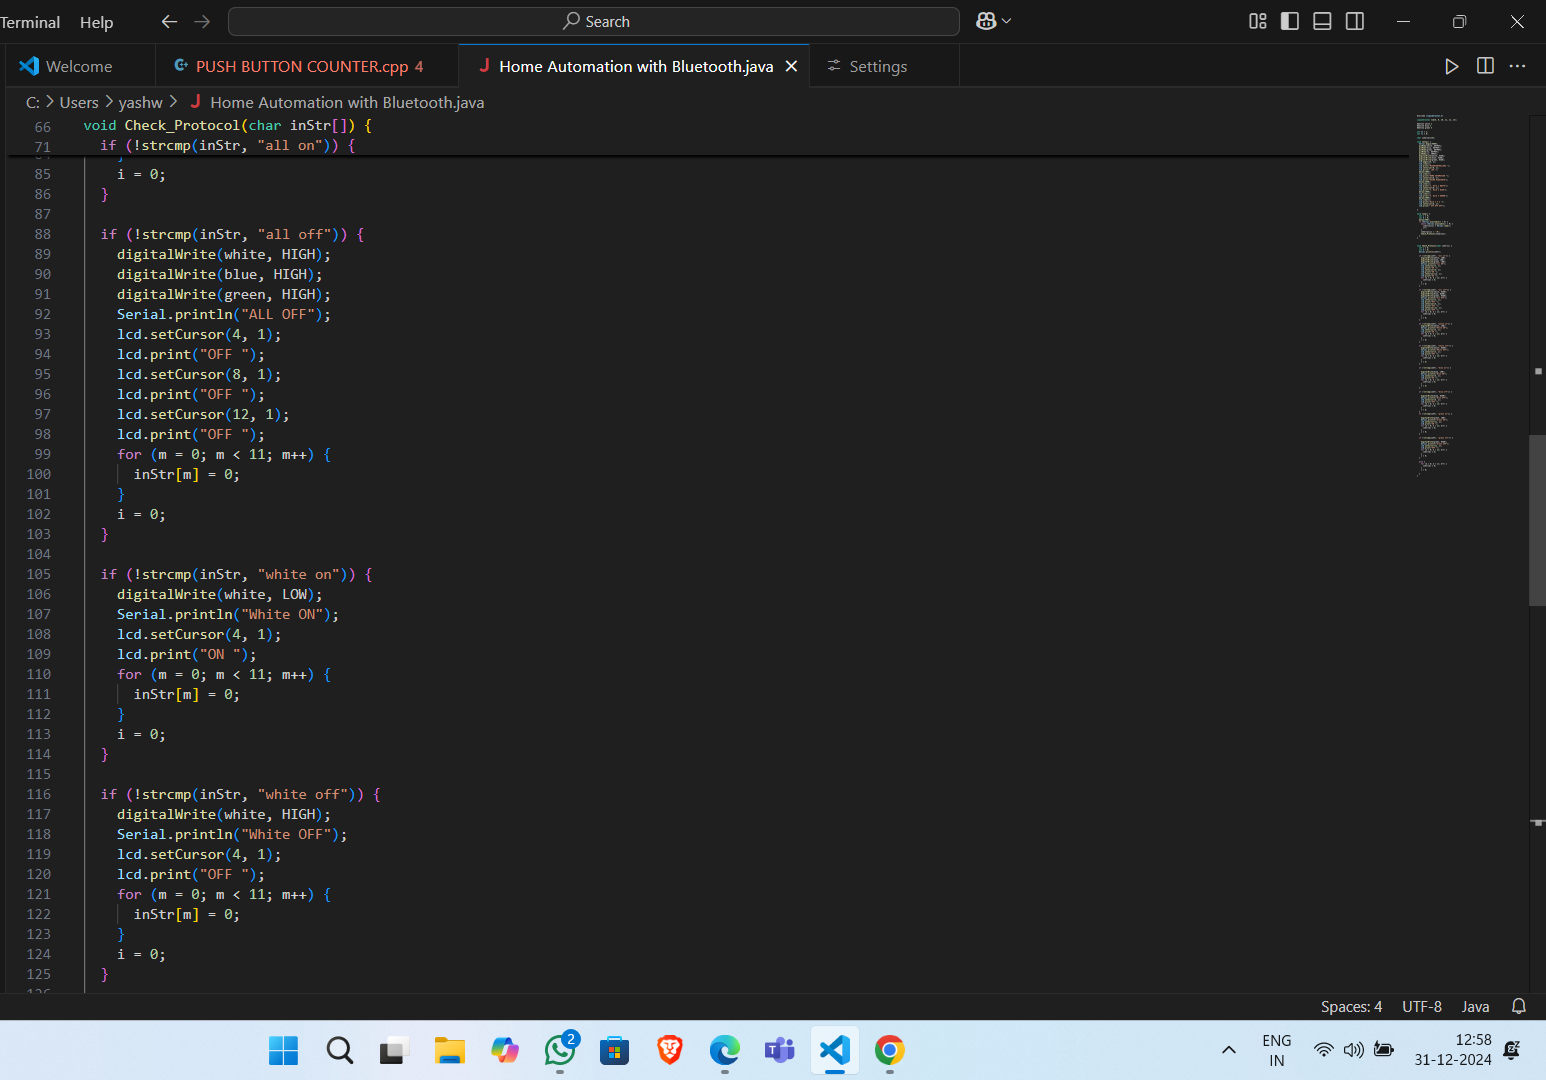 Terminal Help Search
Welcome PUSH BUTTON COUNTER.cpp 4 Home Automation with Bluetooth.java Settings
C: > Users > yashw > Home Automation with Bluetooth.java
66 void Check_Protocol(char inStr[]) {
71 if (!strcmp(inStr, "all on")) {
85 i = 0;
86 }
87
88 if (!strcmp(inStr, "all off")) {
89 digitalWrite(white, HIGH);
90 digitalWrite(blue, HIGH);
91 digitalWrite(green, HIGH);
92 Serial.println("ALL OFF");
93 lcd.setCursor(4, 1);
94 lcd.print("OFF ");
95 lcd.setCursor(8, 1);
96 lcd.print("OFF ");
97 lcd.setCursor(12, 1);
98 lcd.print("OFF ");
99 for (m = 0; m < 11; m++) {
100 inStr[m] = 0;
101 }
102 i = 0;
103 }
104
105 if (!strcmp(inStr, "white on")) {
106 digitalWrite(white, LOW);
107 Serial.println("White ON");
108 lcd.setCursor(4, 1);
109 lcd.print("ON ");
110 for (m = 0; m < 11; m++) {
111 inStr[m] = 0;
112 }
113 i = 0;
114 }
115
116 if (!strcmp(inStr, "white off")) {
117 digitalWrite(white, HIGH);
118 Serial.println("White OFF");
119 lcd.setCursor(4, 1);
120 lcd.print("OFF ");
121 for (m = 0; m < 11; m++) {
122 inStr[m] = 0;
123 }
124 i = 0;
125 }
Spaces: 4 UTF-8 Java
2
ENG
IN
12:58
31-12-2024